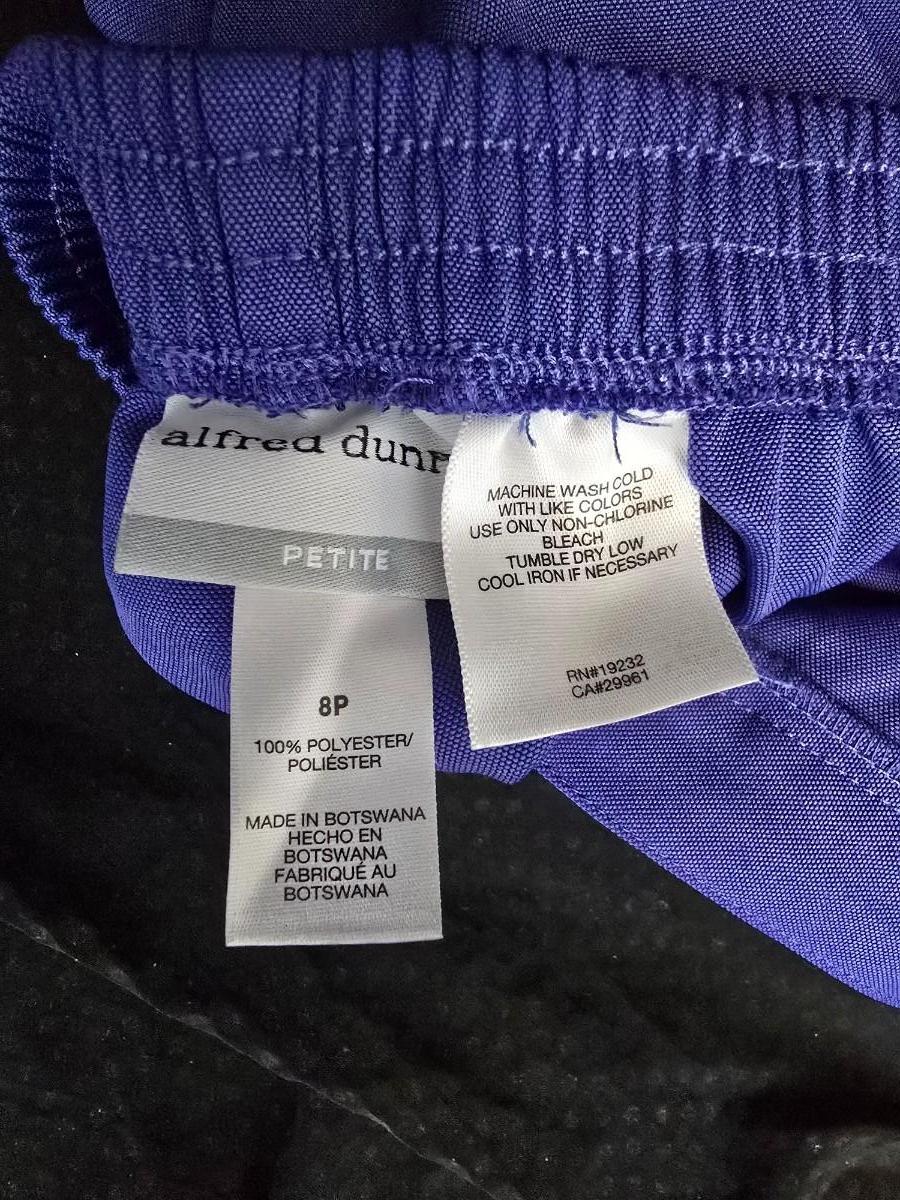 alfred dunr
PETITE
8P
100% POLYESTER/
POLIÉSTER
MADE IN BOTSWANA
HECHO EN
BOTSWANA
FABRIQUÉ AU
BOTSWANA
MACHINE WASH COLD
WITH LIKE COLORS
USE ONLY NON-CHLORINE
BLEACH
TUMBLE DRY LOW
COOL IRON IF NECESSARY
RN#19232
CA#29961